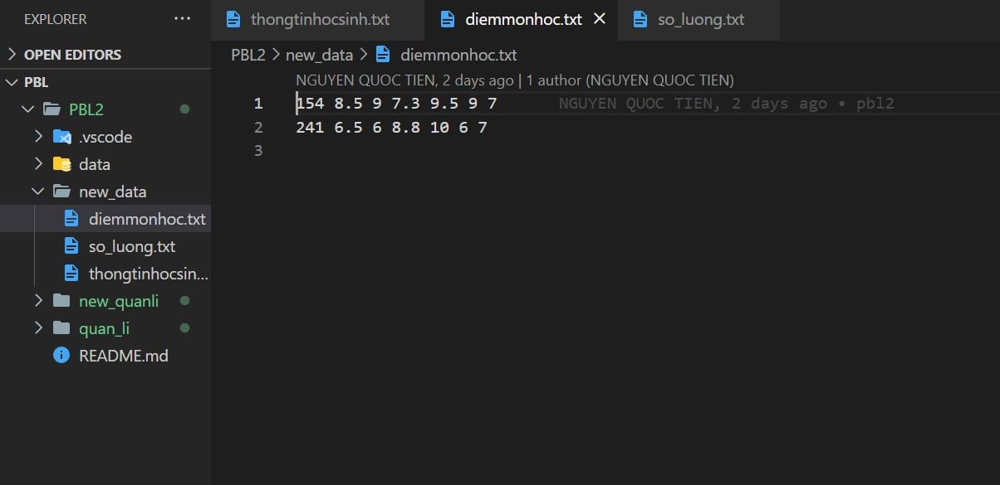 EXPLORER ...
OPEN EDITORS
PBL
PBL2
.vscode
data
new_data
diemmonhoc.txt
so_luong.txt
thongtinhocsin...
new_quanli
quan_li
README.md
thongtinhocsinh.txt diemmonhoc.txt so_luong.txt
PBL2 > new_data > diemmonhoc.txt
NGUYEN QUOC TIEN, 2 days ago | 1 author (NGUYEN QUOC TIEN)
1 154 8.5 9 7.3 9.5 9 7 NGUYEN QUOC TIEN, 2 days ago • pbl2
2 241 6.5 6 8.8 10 6 7
3